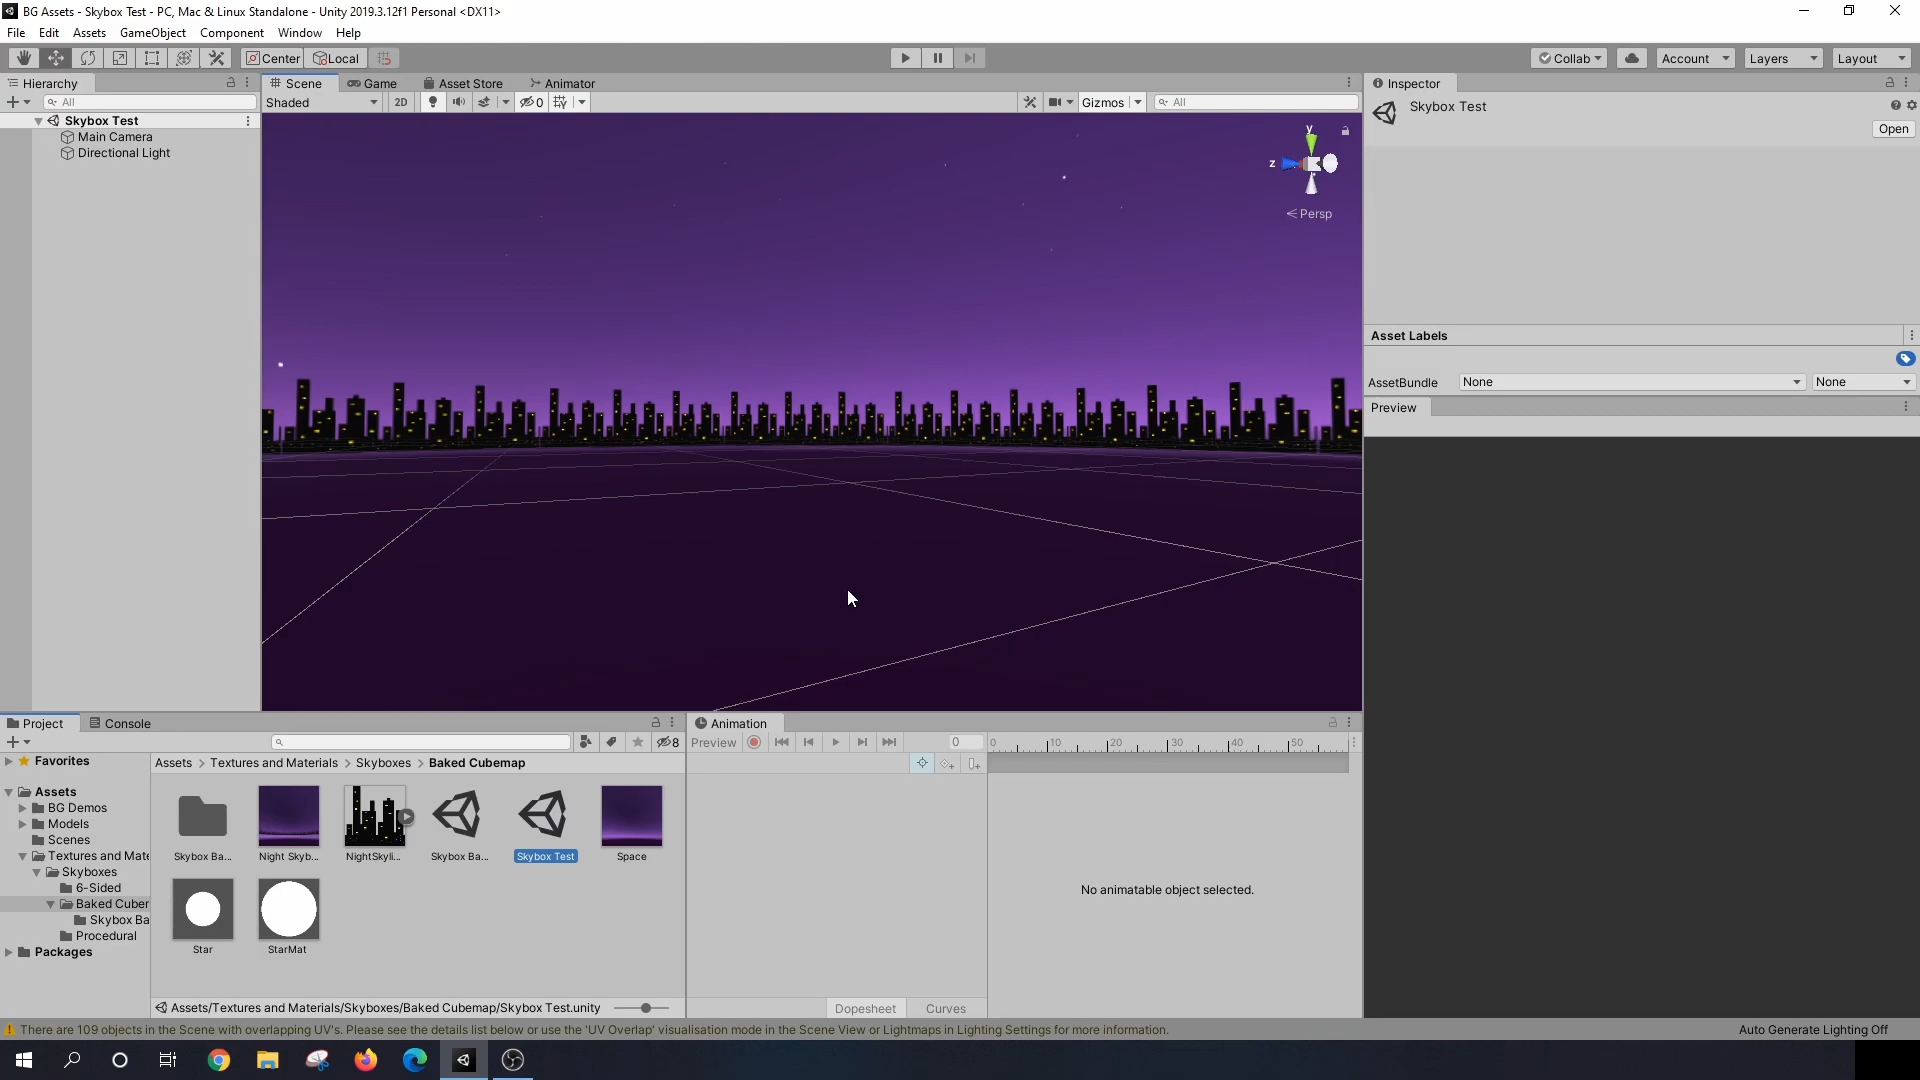 BG Assets - Skybox Test - PC, Mac & Linux Standalone - Unity 2019.3.12f1 Personal <DX11>
File Edit Assets GameObject Component Window Help
Center Local Collab Account Layers Layout
Hierarchy
All
Skybox Test
Main Camera
Directional Light
Scene Game Asset Store Animator
Shaded 2D 0 Gizmos All
y
z
Persp
Inspector
Skybox Test
Open
Asset Labels
AssetBundle None None
Preview
Project Console
8
Favorites
Assets
BG Demos
Models
Scenes
Textures and Mate
Skyboxes
6-Sided
Baked Cuber
Skybox Ba
Procedural
Packages
Assets > Textures and Materials > Skyboxes > Baked Cubemap
Skybox Ba... Night Skyb... NightSkyli... Skybox Ba... Skybox Test Space
Star StarMat
Assets/Textures and Materials/Skyboxes/Baked Cubemap/Skybox Test.unity
Animation
Preview 0 0 10 20 30 40 50
No animatable object selected.
Dopesheet Curves
There are 109 objects in the Scene with overlapping UV's. Please see the details list below or use the 'UV Overlap' visualisation mode in the Scene View or Lightmaps in Lighting Settings for more information.
Auto Generate Lighting Off